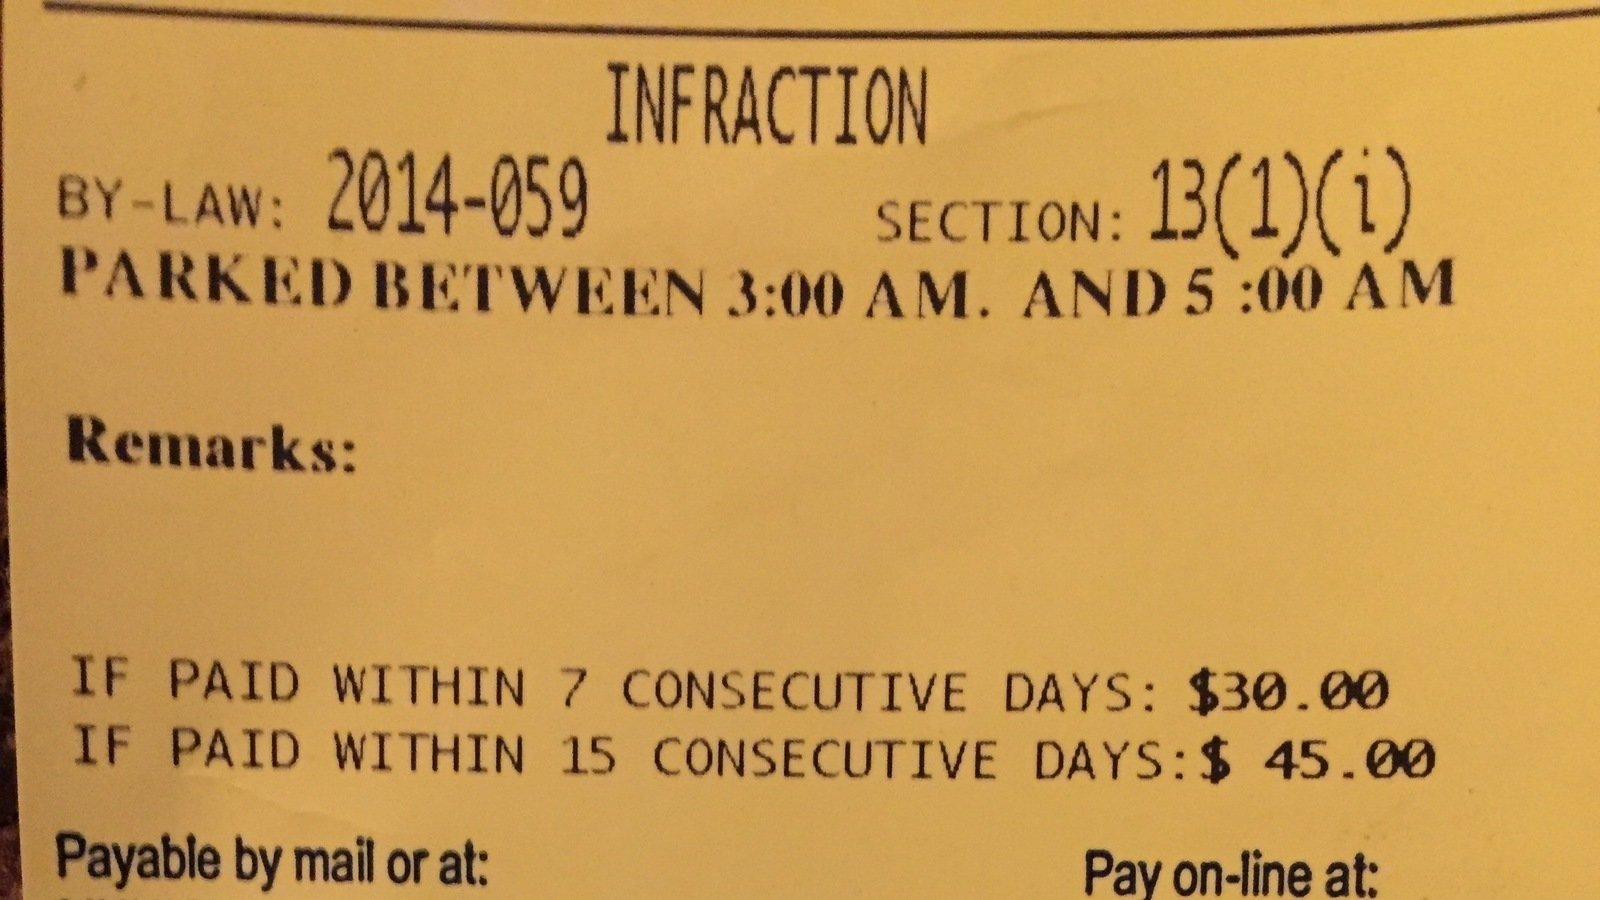 INFRACTION
BY-LAW: 2014-059 SECTION: 13(1)(i)
PARKED BETWEEN 3:00 AM. AND 5 :00 AM
Remarks:
IF PAID WITHIN 7 CONSECUTIVE DAYS: $30.00
IF PAID WITHIN 15 CONSECUTIVE DAYS:$ 45.00
Payable by mail or at: Pay on-line at: